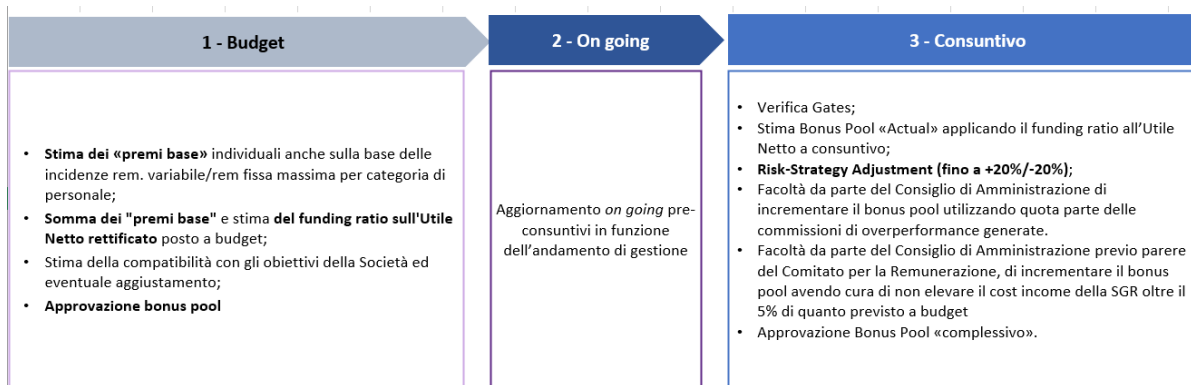 1 - Budget
2 - On going
3 - Consuntivo
• Stima dei «premi base» individuali anche sulla base delle
incidenze rem. variabile/rem fissa massima per categoria di
personale;
• Somma dei "premi base" e stima del funding ratio sull'Utile
Netto rettificato posto a budget;
• Stima della compatibilità con gli obiettivi della Società ed
eventuale aggiustamento;
• Approvazione bonus pool
Aggiornamento on going pre-
consuntivi in funzione
dell’andamento di gestione
• Verifica Gates;
• Stima Bonus Pool «Actual» applicando il funding ratio all’Utile
Netto a consuntivo;
• Risk-Strategy Adjustment (fino a +20%/-20%);
• Facoltà da parte del Consiglio di Amministrazione di
incrementare il bonus pool utilizzando quota parte delle
commissioni di overperformance generate.
• Facoltà da parte del Consiglio di Amministrazione previo parere
del Comitato per la Remunerazione, di incrementare il bonus
pool avendo cura di non elevare il cost income della SGR oltre il
5% di quanto previsto a budget
• Approvazione Bonus Pool «complessivo».